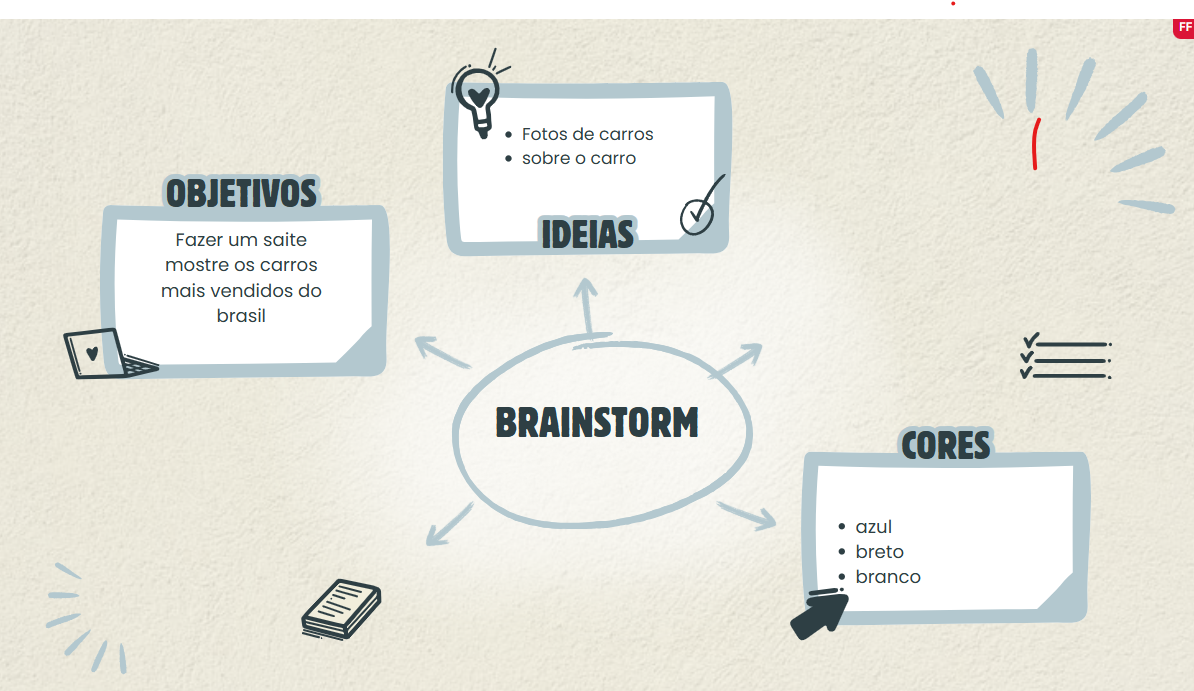 FF
Fotos de carros
sobre o carro
IDEIAS
OBJETIVOS
Fazer um saite
mostre os carros
mais vendidos do
brasil
BRAINSTORM
CORES
azul
breto
branco